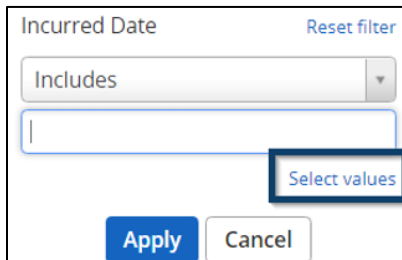 Incurred Date Reset filter
Includes
Select values
Apply Cancel